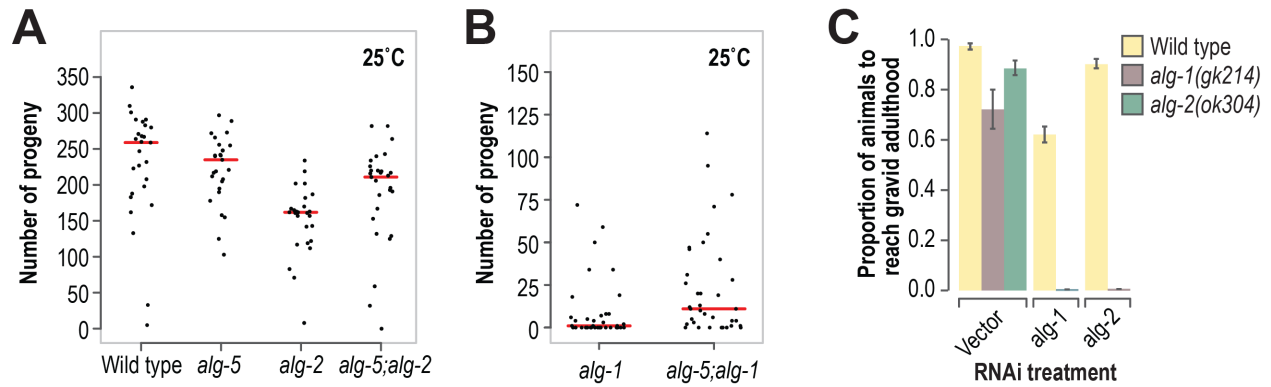 A
25˚C
Number of progeny
350
300
250
200
150
100
50
0
Wild type
alg-5
alg-2
alg-5;alg-2
B
25˚C
Number of progeny
150
125
100
75
50
25
0
alg-1
alg-5;alg-1
C
Proportion of animals to
reach gravid adulthood
1.0
0.8
0.6
0.4
0.2
0.0
Wild type
alg-1(gk214)
alg-2(ok304)
Vector
alg-1
alg-2
RNAi treatment